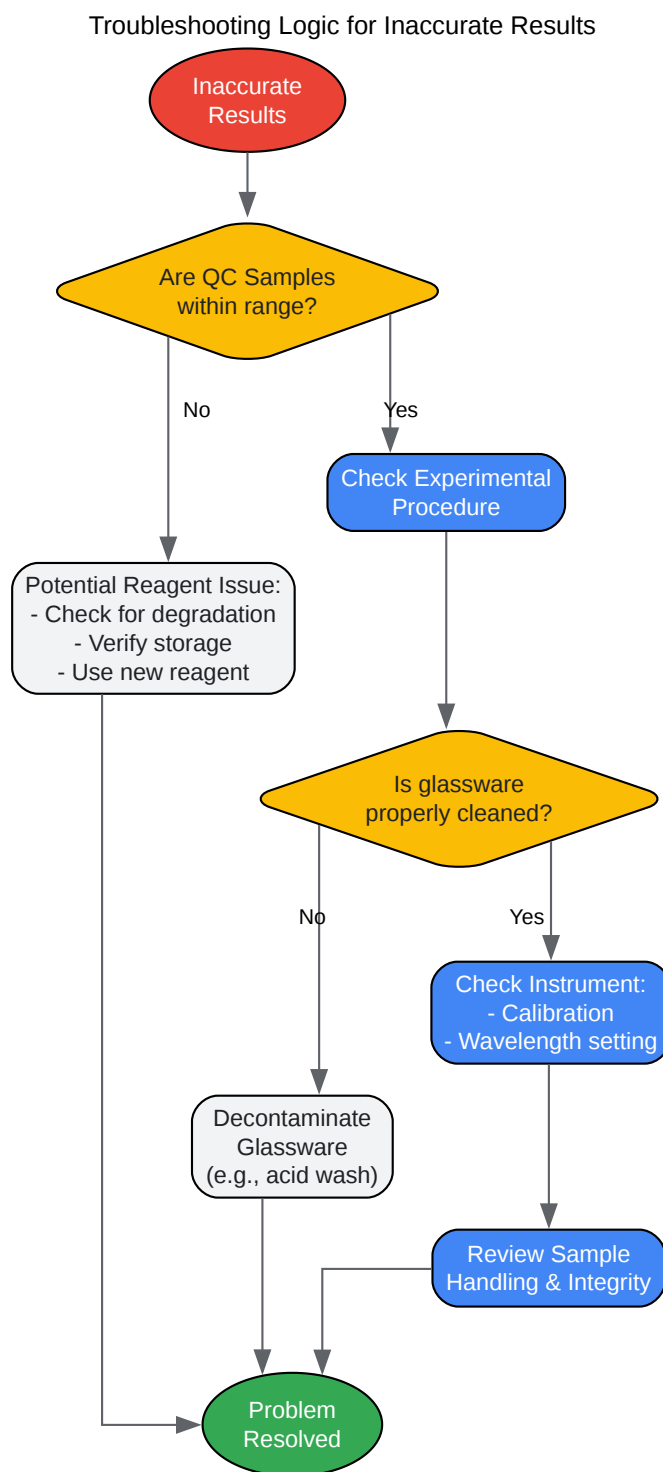 Troubleshooting Logic for Inaccurate Results
Inaccurate
Results
Are QC Samples
within range?
No
Yes
Check Experimental
Procedure
Potential Reagent Issue:
- Check for degradation
- Verify storage
- Use new reagent
Is glassware
properly cleaned?
No
Yes
Check Instrument:
- Calibration
- Wavelength setting
Decontaminate
Glassware
(e.g., acid wash)
Review Sample
Handling & Integrity
Problem
Resolved